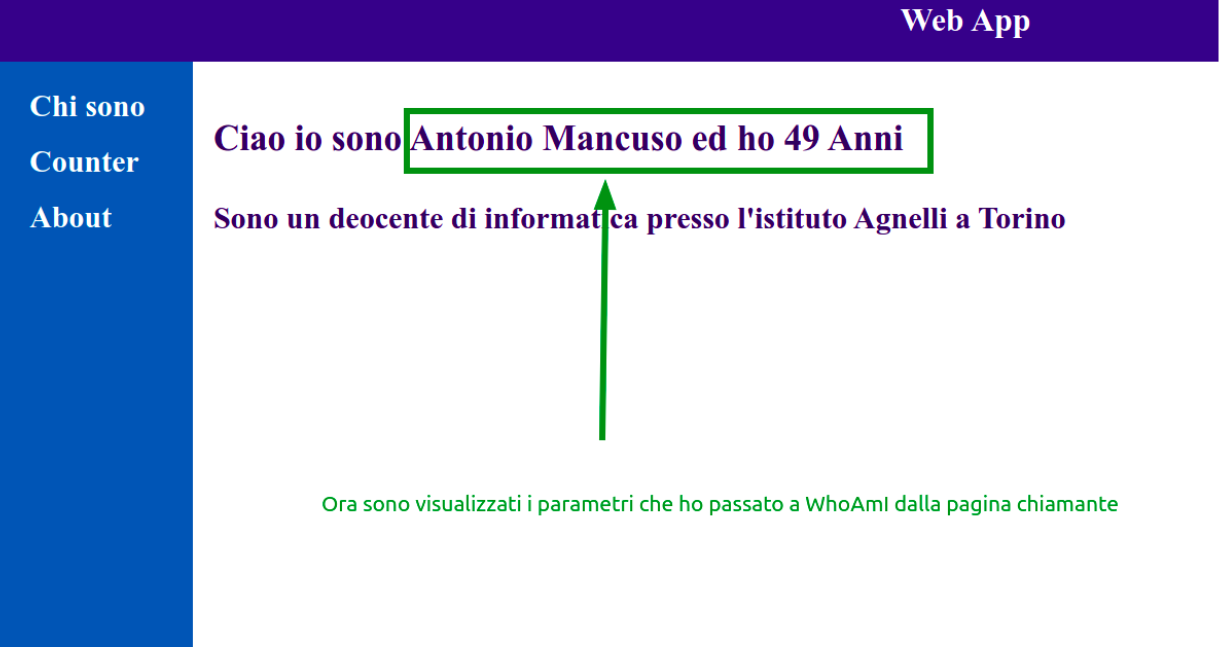 Web App
Chi sono
Counter
About
Ciao io sono Antonio Mancuso ed ho 49 Anni
Sono un deocente di informatica presso l'istituto Agnelli a Torino
Ora sono visualizzati i parametri che ho passato a WhoAmI dalla pagina chiamante